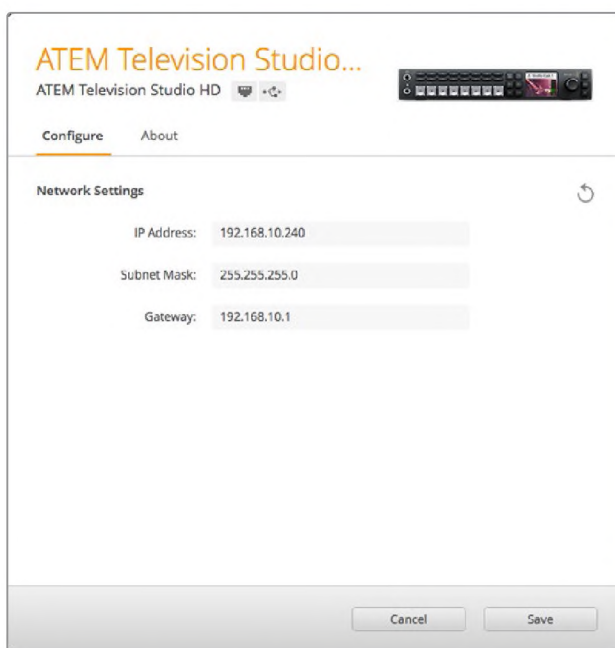 ATEM Television Studio...
ATEM Television Studio HD
Configure About
Network Settings
IP Address: 192.168.10.240
Subnet Mask: 255.255.255.0
Gateway: 192.168.10.1
Cancel Save